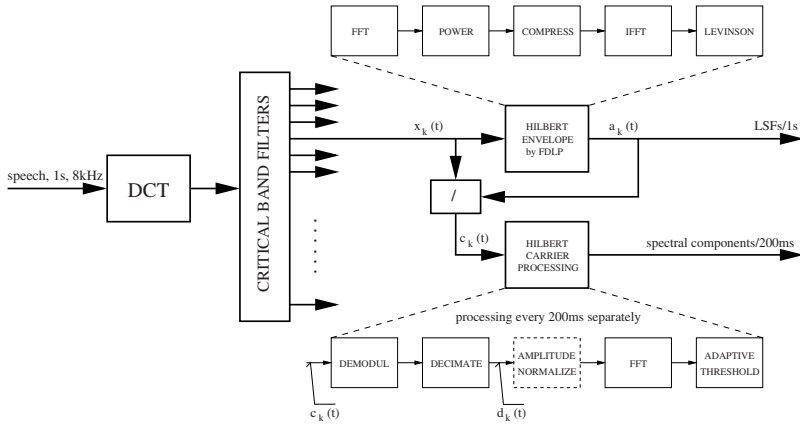 FFT
POWER
COMPRESS
IFFT
LEVINSON
speech, 1s, 8kHz
DCT
CRITICAL BAND FILTERS
x_k(t)
HILBERT
ENVELOPE
by FDLP
a_k(t)
LSFs/1s
/
c_k(t)
HILBERT
CARRIER
PROCESSING
spectral components/200ms
processing every 200ms separately
DEMODUL
DECIMATE
AMPLITUDE
NORMALIZE
FFT
ADAPTIVE
THRESHOLD
c_k(t)
d_k(t)